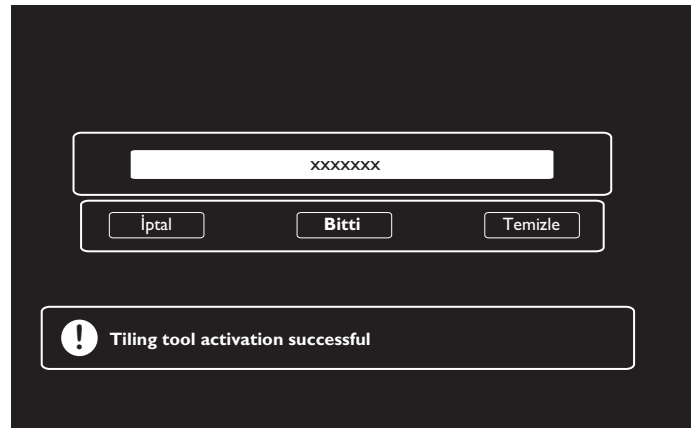 xxxxxxx
İptal Bitti Temizle
! Tiling tool activation successful